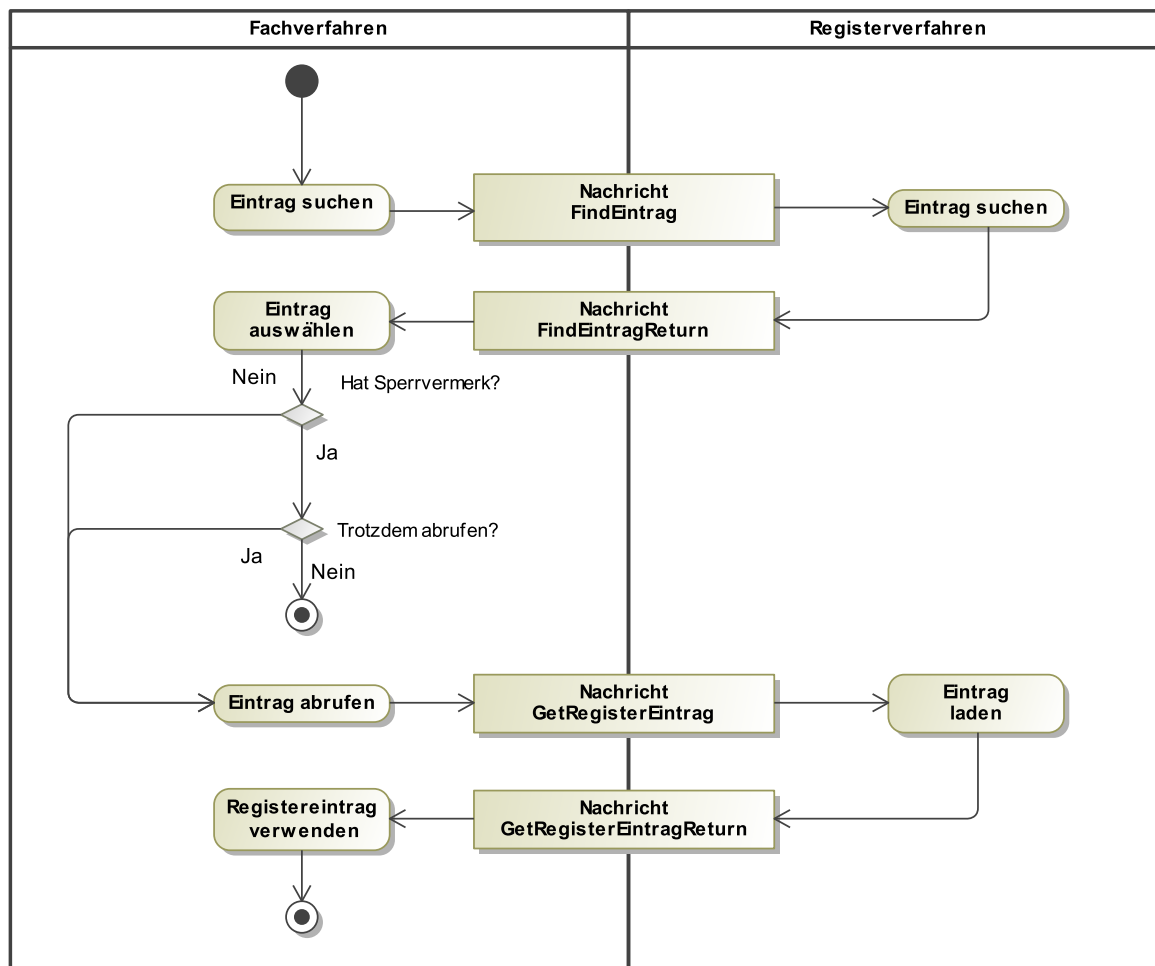 Fachverfahren
Registerverfahren
Eintrag suchen
Nachricht
FindEintrag
Eintrag suchen
Eintrag
auswählen
Nachricht
FindEintragReturn
Nein
Hat Sperrvermerk?
Ja
Trotzdem abrufen?
Ja
Nein
Eintrag abrufen
Nachricht
GetRegisterEintrag
Eintrag
laden
Registereintrag
verwenden
Nachricht
GetRegisterEintragReturn